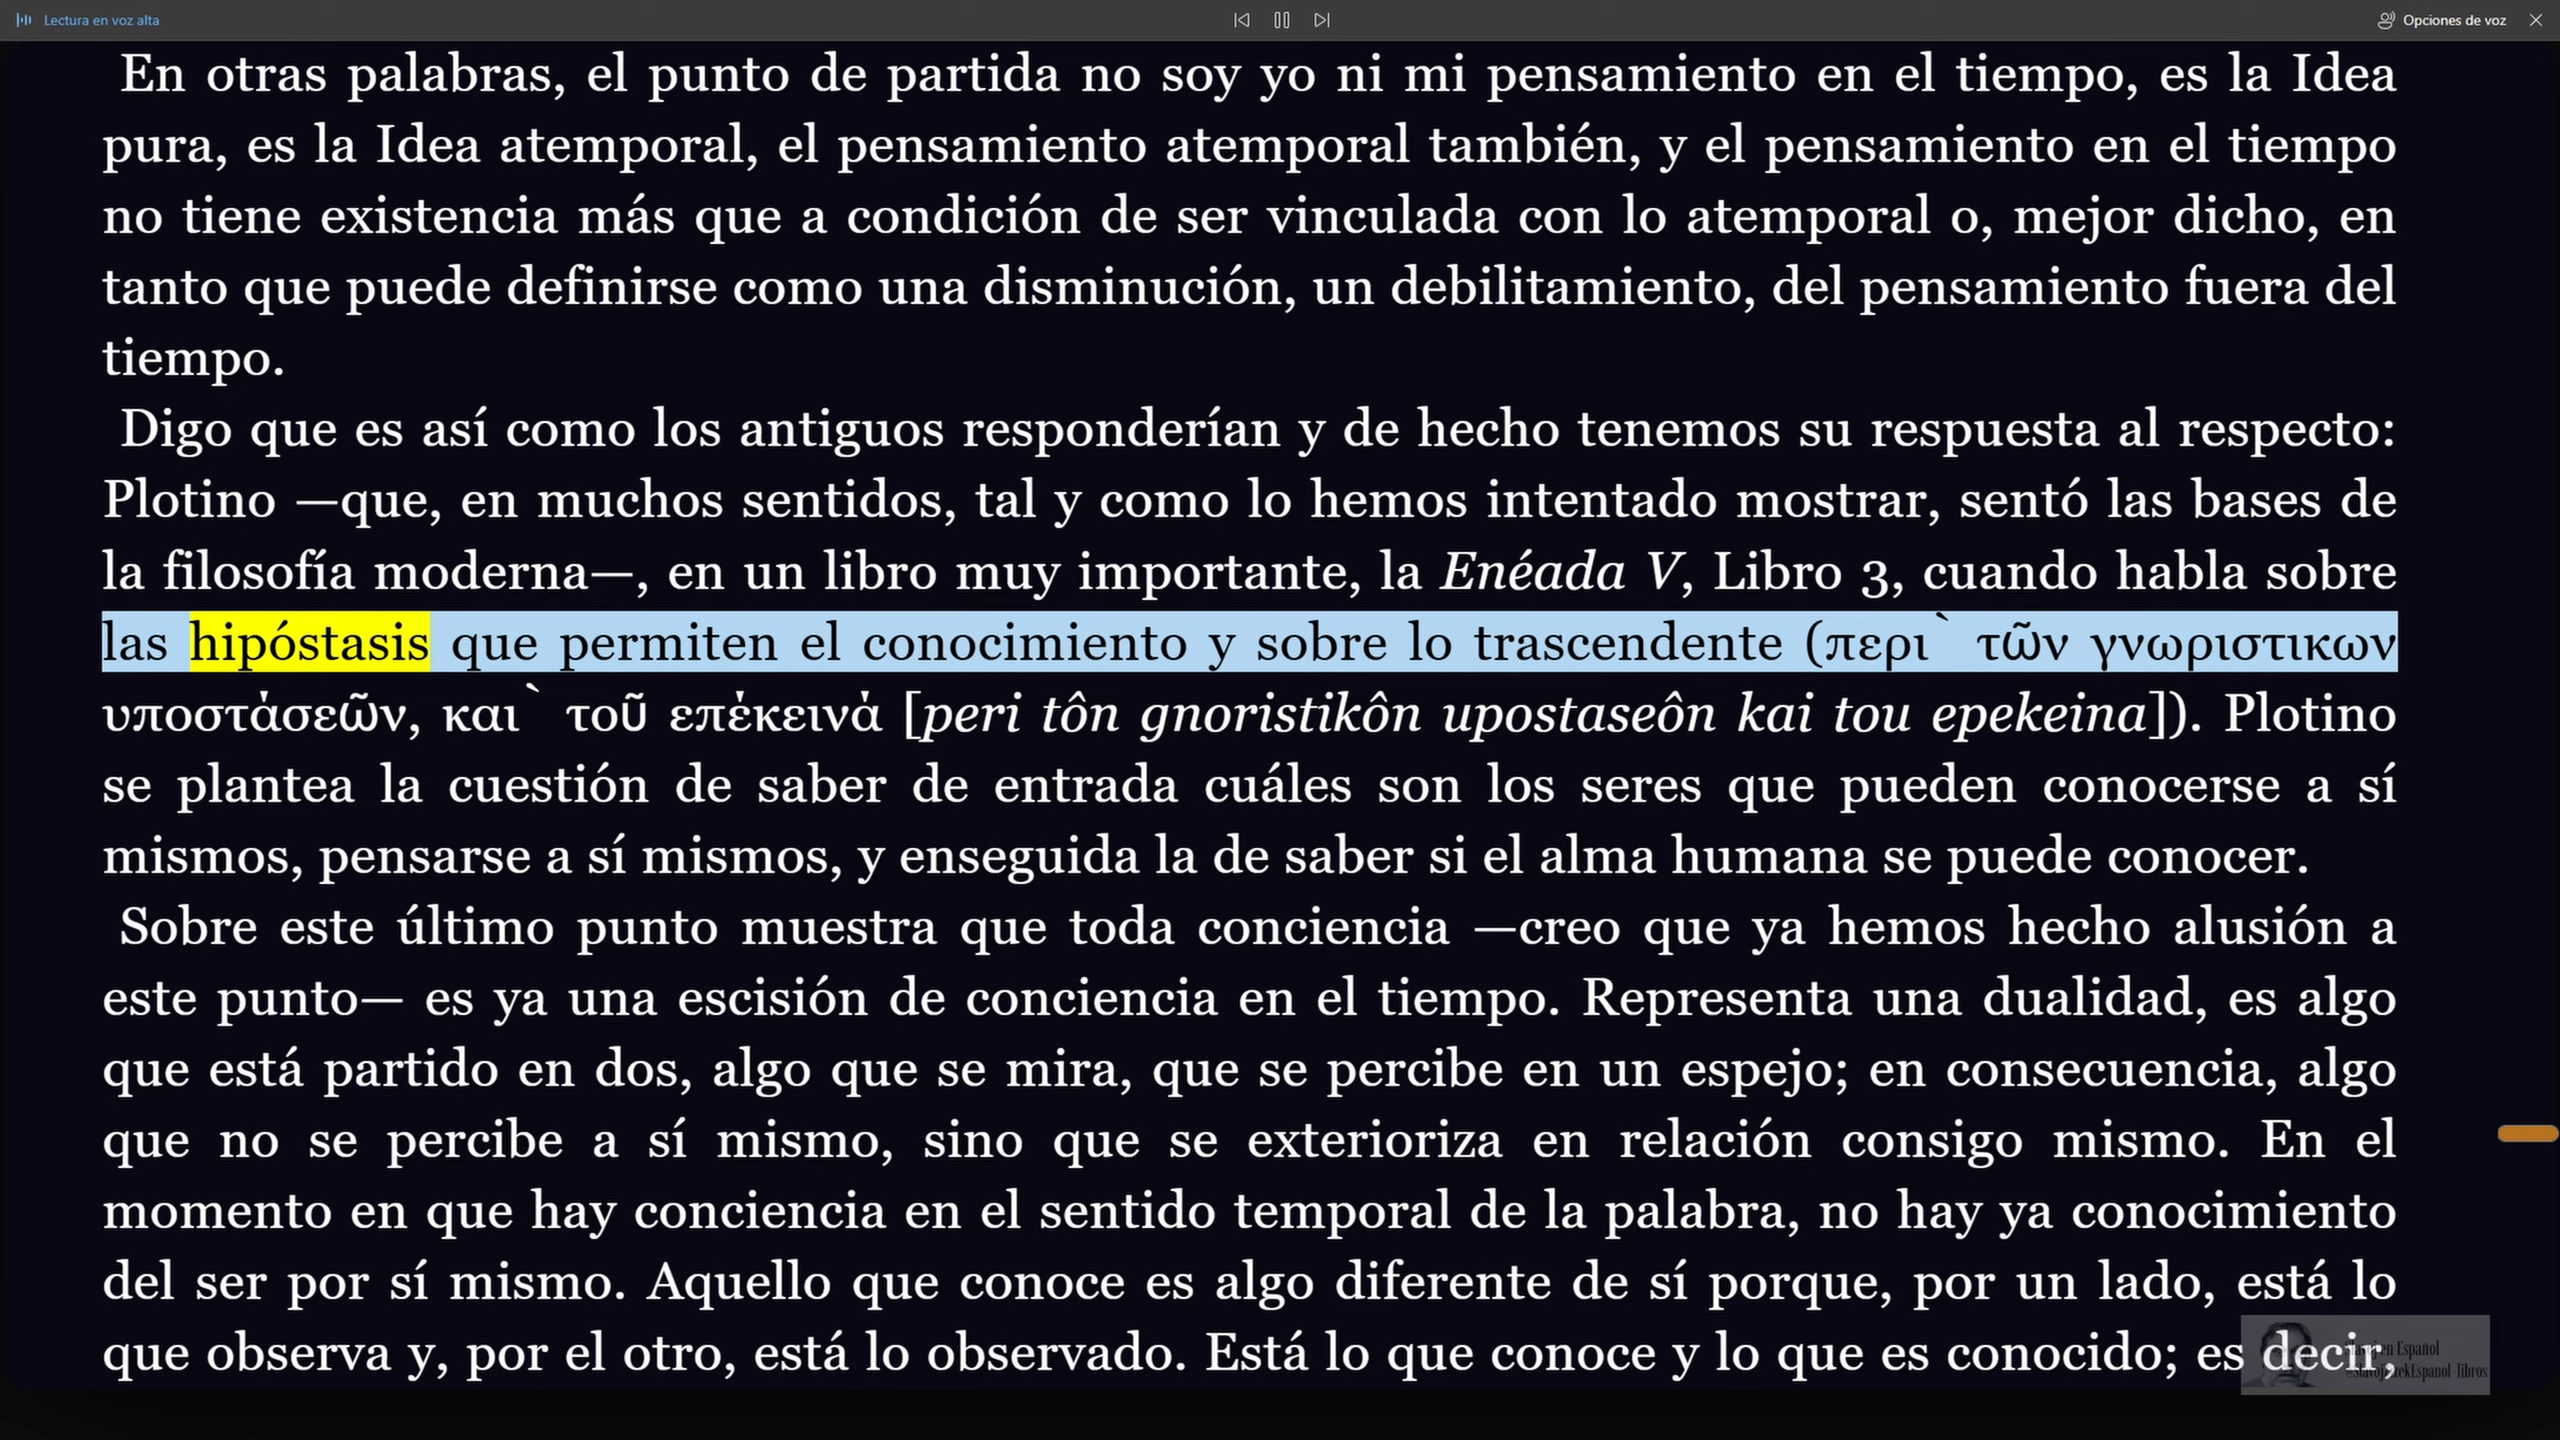 Lectura en voz alta
Opciones de voz
En otras palabras, el punto de partida no soy yo ni mi pensamiento en el tiempo, es la Idea
pura, es la Idea atemporal, el pensamiento atemporal también, y el pensamiento en el tiempo
no tiene existencia más que a condición de ser vinculada con lo atemporal o, mejor dicho, en
tanto que puede definirse como una disminución, un debilitamiento, del pensamiento fuera del
tiempo.
Digo que es así como los antiguos responderían y de hecho tenemos su respuesta al respecto:
Plotino —que, en muchos sentidos, tal y como lo hemos intentado mostrar, sentó las bases de
la filosofía moderna—, en un libro muy importante, la Enéada V, Libro 3, cuando habla sobre
las hipóstasis que permiten el conocimiento y sobre lo trascendente (περι` τῶν γνωριστικων
υποστἀσεῶν, και` τοῦ επἐκεινἀ [peri tôn gnoristikôn upostaseôn kai tou epekeina]). Plotino
se plantea la cuestión de saber de entrada cuáles son los seres que pueden conocerse a sí
mismos, pensarse a sí mismos, y enseguida la de saber si el alma humana se puede conocer.
Sobre este último punto muestra que toda conciencia —creo que ya hemos hecho alusión a
este punto— es ya una escisión de conciencia en el tiempo. Representa una dualidad, es algo
que está partido en dos, algo que se mira, que se percibe en un espejo; en consecuencia, algo
que no se percibe a sí mismo, sino que se exterioriza en relación consigo mismo. En el
momento en que hay conciencia en el sentido temporal de la palabra, no hay ya conocimiento
del ser por sí mismo. Aquello que conoce es algo diferente de sí porque, por un lado, está lo
que observa y, por el otro, está lo observado. Está lo que conoce y lo que es conocido; es decir,
en Español